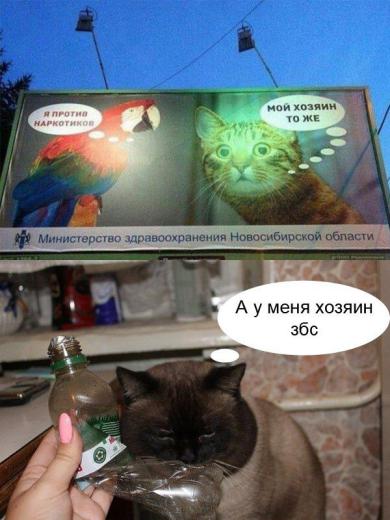 Я ПРОТИВ
НАРКОТИКОВ
МОЙ ХОЗЯИН
ТО ЖЕ
Министерство здравоохранения Новосибирской области
А у меня хозяин
збс